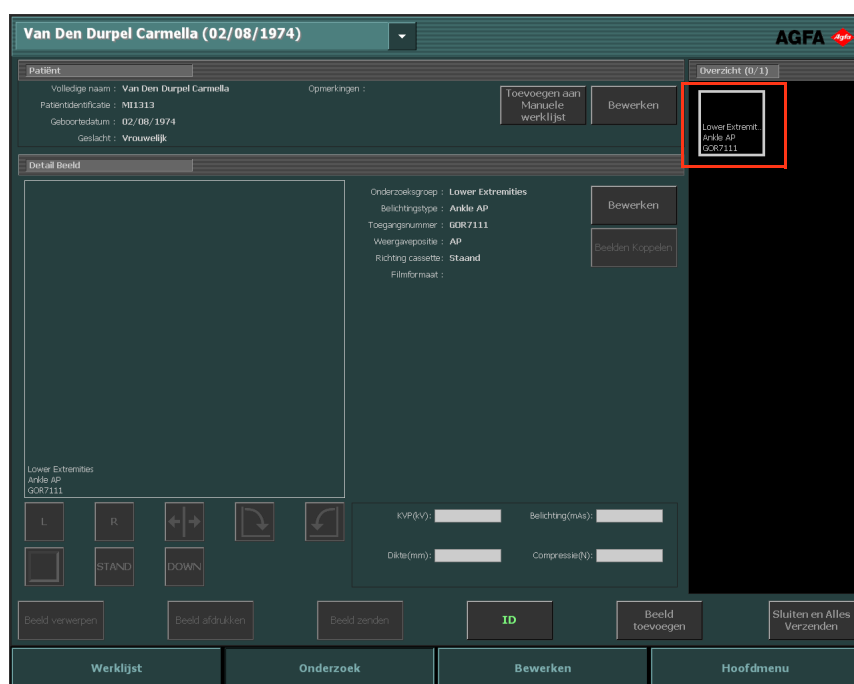 Van Den Durpel Carmella (02/08/1974)
AGFA
Agfa
Patiënt
Volledige naam : Van Den Durpel Carmella
Opmerkingen :
Patientidentificatie : MI1313
Geboortedatum : 02/08/1974
Geslacht : Vrouwelijk
Toevoegen aan
Manuele
werklijst
Bewerken
Overzicht (0/1)
LowerExtremit..
Ankle AP
GOR7111
Detail Beeld
Onderzoeksgroep : Lower Extremities
Belichtingstype : Ankle AP
Toegangsnummer : GOR7111
Weergavepositie : AP
Richting cassette: Staand
Filmformaat :
Bewerken
Beelden Koppelen
Lower Extremities
Ankle AP
GOR7111
L
R
STAND
DOWN
KVP(kV):
Belichting(mAs):
Dikte(mm):
Compressie(N):
Beeld verwerpen
Beeld afdrukken
Beeld zenden
ID
Beeld
toevoegen
Sluiten en Alles
Verzenden
Werklijst
Onderzoek
Bewerken
Hoofdmenu